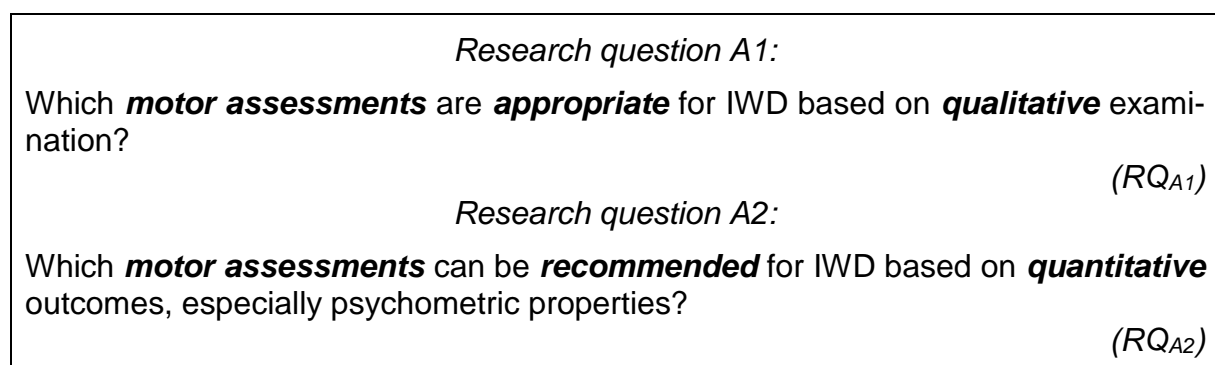 Research question A1:
Which motor assessments are appropriate for IWD based on qualitative exami-
nation?
(RQA1)
Research question A2:
Which motor assessments can be recommended for IWD based on quantitative
outcomes, especially psychometric properties?
(RQA2)